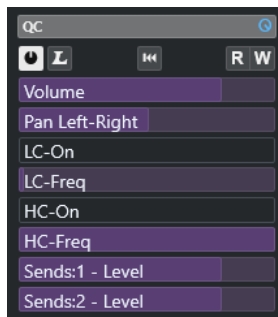 QC
L
R W
Volume
Pan Left-Right
LC-On
LC-Freq
HC-On
HC-Freq
Sends:1 - Level
Sends:2 - Level